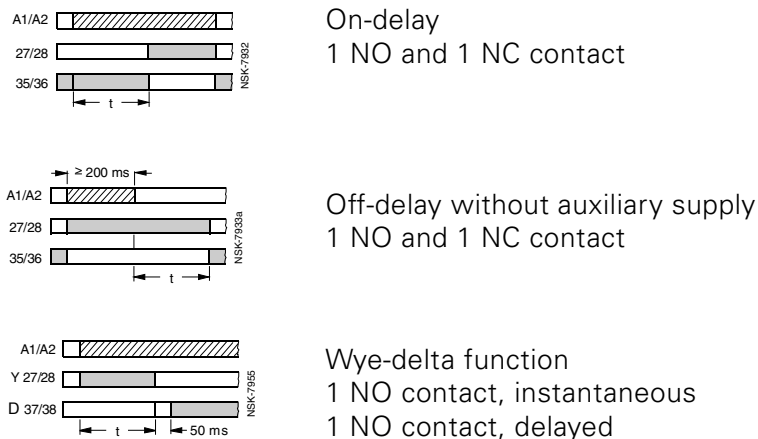 A1/A2
27/28
35/36
t
NSK-7932
On-delay
1 NO and 1 NC contact
≥ 200 ms
A1/A2
27/28
35/36
t
NSK-7933a
Off-delay without auxiliary supply
1 NO and 1 NC contact
A1/A2
Y 27/28
D 37/38
t
50 ms
NSK-7955
Wye-delta function
1 NO contact, instantaneous
1 NO contact, delayed